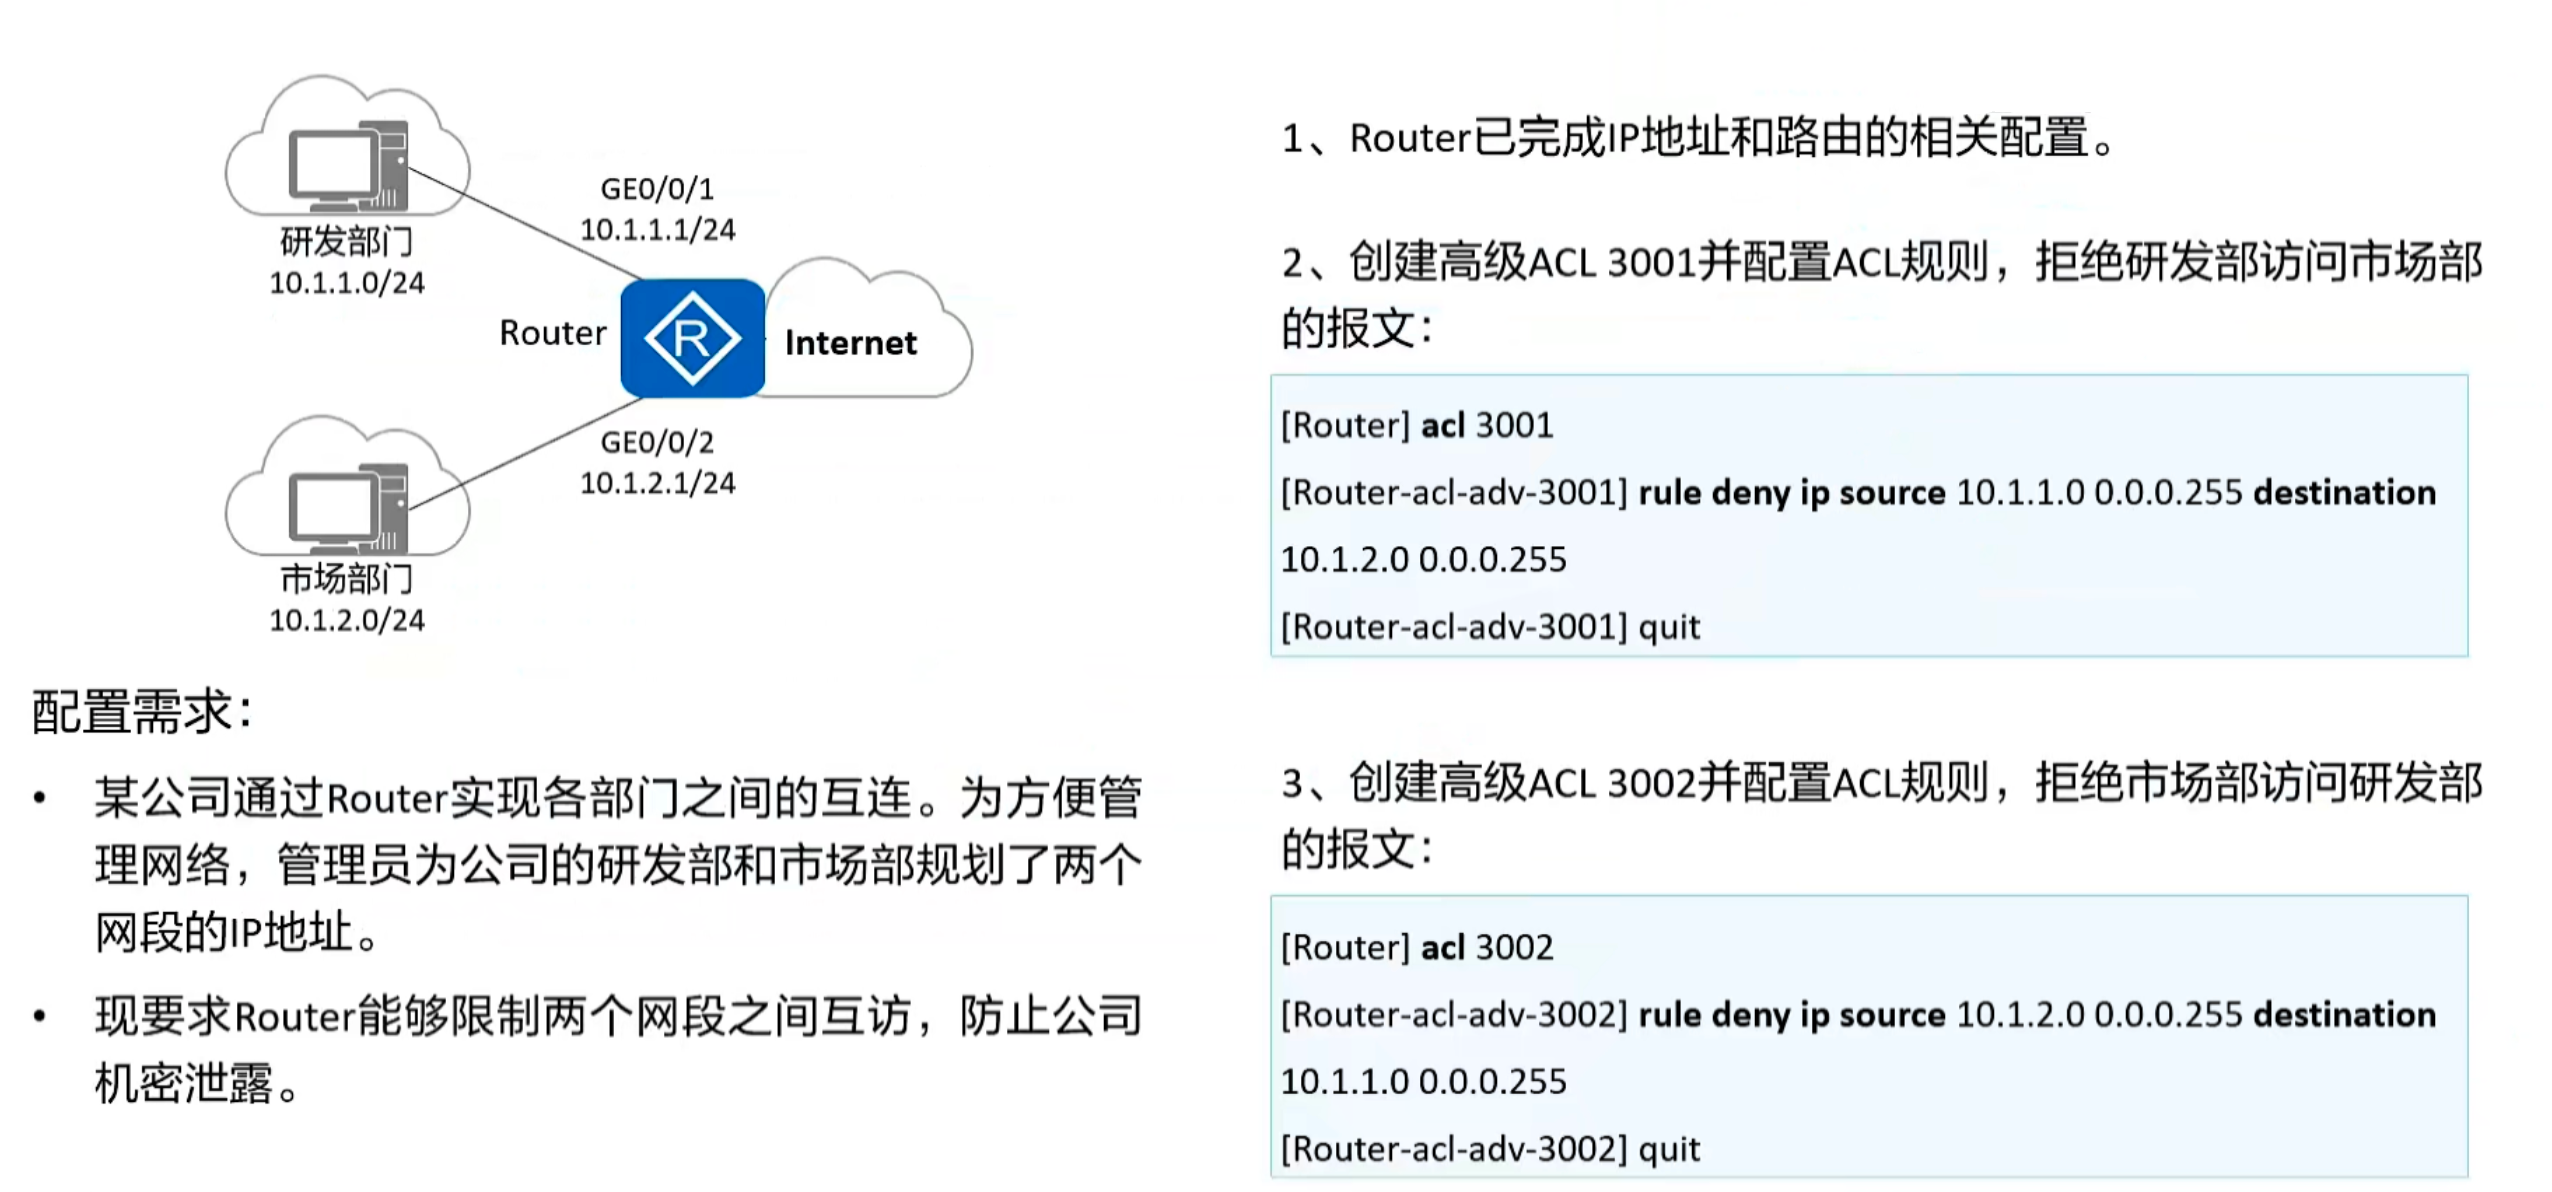 GE0/0/1
10.1.1.1/24
研发部门
10.1.1.0/24
Router
R
Internet
GE0/0/2
10.1.2.1/24
市场部门
10.1.2.0/24
配置需求：
• 某公司通过Router实现各部门之间的互连。为方便管
理网络，管理员为公司的研发部和市场部规划了两个
网段的IP地址。
• 现要求Router能够限制两个网段之间互访，防止公司
机密泄露。
1、Router已完成IP地址和路由的相关配置。
2、创建高级ACL 3001并配置ACL规则，拒绝研发部访问市场部
的报文：
[Router] acl 3001
[Router-acl-adv-3001] rule deny ip source 10.1.1.0 0.0.0.255 destination
10.1.2.0 0.0.0.255
[Router-acl-adv-3001] quit
3、创建高级ACL 3002并配置ACL规则，拒绝市场部访问研发部
的报文：
[Router] acl 3002
[Router-acl-adv-3002] rule deny ip source 10.1.2.0 0.0.0.255 destination
10.1.1.0 0.0.0.255
[Router-acl-adv-3002] quit